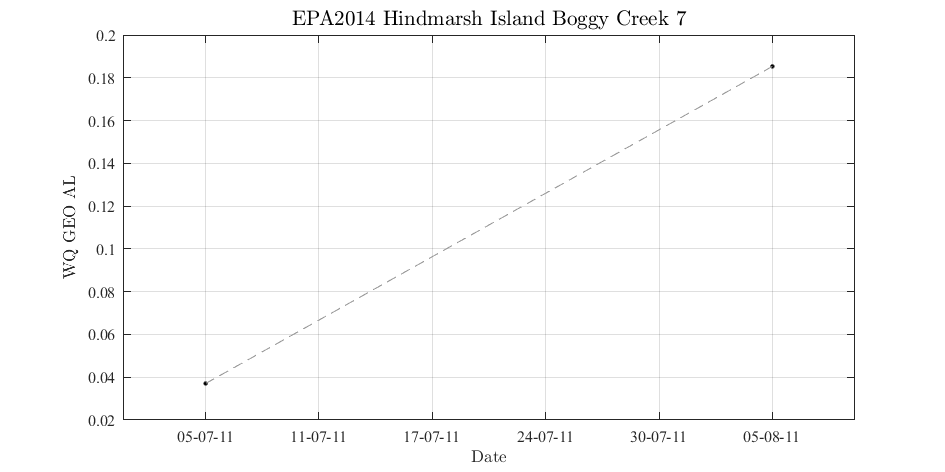 EPA2014 Hindmarsh Island Boggy Creek 7
0.2
0.18
0.16
0.14
0.12
0.1
0.08
0.06
0.04
0.02
WQ GEO AL
05-07-11 11-07-11 17-07-11 24-07-11 30-07-11 05-08-11
Date